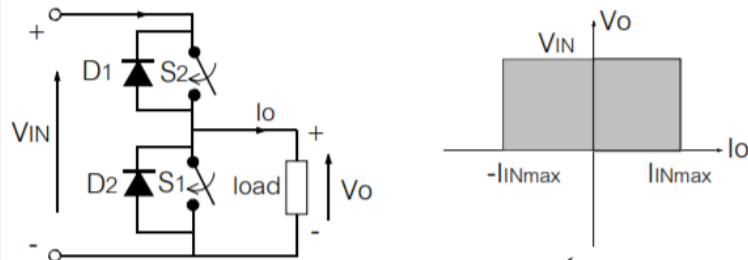 +
D1
S2
VIN
Io
+
D2
S1
load
Vo
-
-
Vo
VIN
Io
-IINmax
IINmax